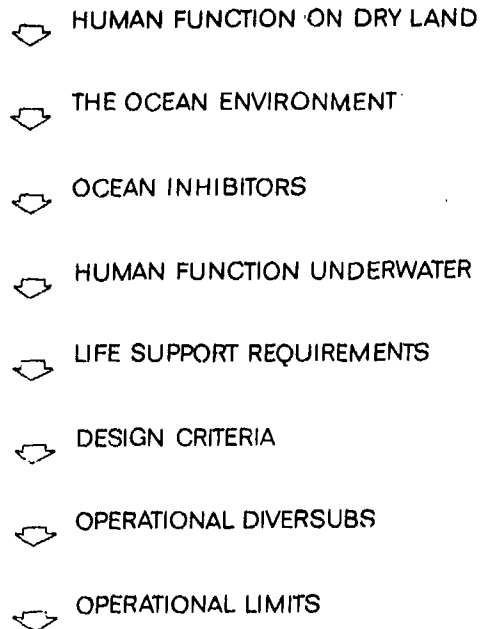 HUMAN FUNCTION ON DRY LAND
THE OCEAN ENVIRONMENT
OCEAN INHIBITORS
HUMAN FUNCTION UNDERWATER
LIFE SUPPORT REQUIREMENTS
DESIGN CRITERIA
OPERATIONAL DIVERSUBS
OPERATIONAL LIMITS